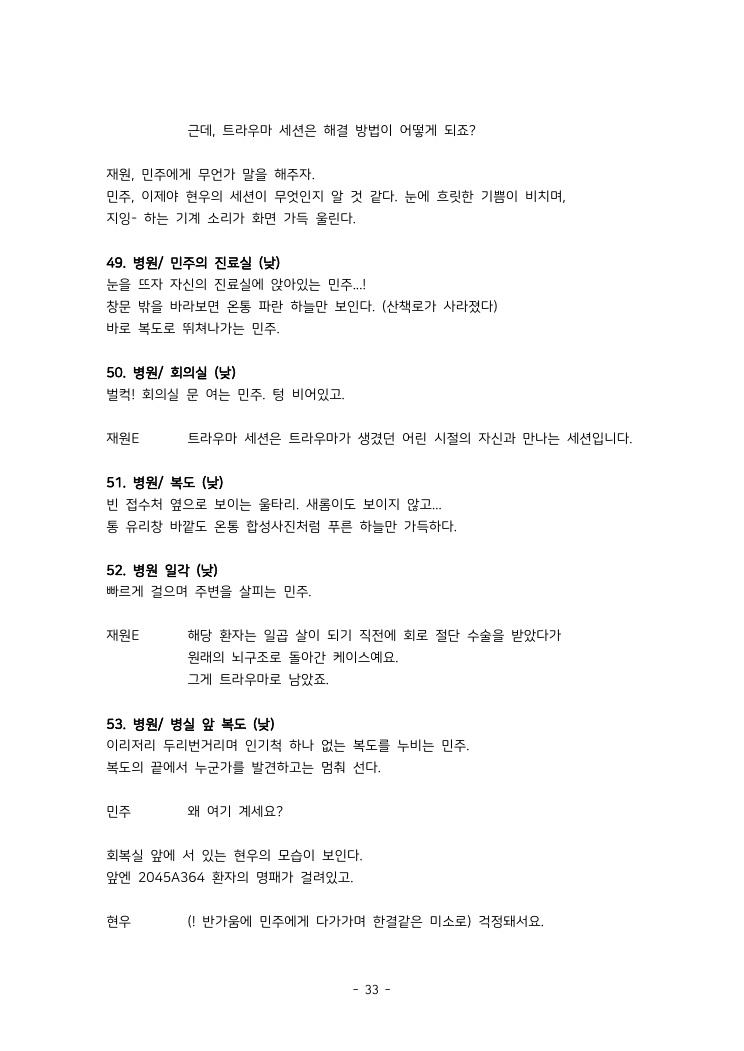 근데, 트라우마 세션은 해결 방법이 어떻게 되죠?
재원, 민주에게 무언가 말을 해주자.
민주, 이제야 현우의 세션이 무엇인지 알 것 같다. 눈에 흐릿한 기쁨이 비치며,
지잉- 하는 기계 소리가 화면 가득 울린다.
49. 병원/ 민주의 진료실 (낮)
눈을 뜨자 자신의 진료실에 앉아있는 민주...!
창문 밖을 바라보면 온통 파란 하늘만 보인다. (산책로가 사라졌다)
바로 복도로 뛰쳐나가는 민주.
50. 병원/ 회의실 (낮)
벌컥! 회의실 문 여는 민주. 텅 비어있고.
재원E 트라우마 세션은 트라우마가 생겼던 어린 시절의 자신과 만나는 세션입니다.
51. 병원/ 복도 (낮)
빈 접수처 옆으로 보이는 울타리. 새롬이도 보이지 않고...
통 유리창 바깥도 온통 합성사진처럼 푸른 하늘만 가득하다.
52. 병원 일각 (낮)
빠르게 걸으며 주변을 살피는 민주.
재원E 해당 환자는 일곱 살이 되기 직전에 회로 절단 수술을 받았다가
원래의 뇌구조로 돌아간 케이스예요.
그게 트라우마로 남았죠.
53. 병원/ 병실 앞 복도 (낮)
이리저리 두리번거리며 인기척 하나 없는 복도를 누비는 민주.
복도의 끝에서 누군가를 발견하고는 멈춰 선다.
민주 왜 여기 계세요?
회복실 앞에 서 있는 현우의 모습이 보인다.
앞엔 2045A364 환자의 명패가 걸려있고.
현우 (! 반가움에 민주에게 다가가며 한결같은 미소로) 걱정돼서요.
- 33 -